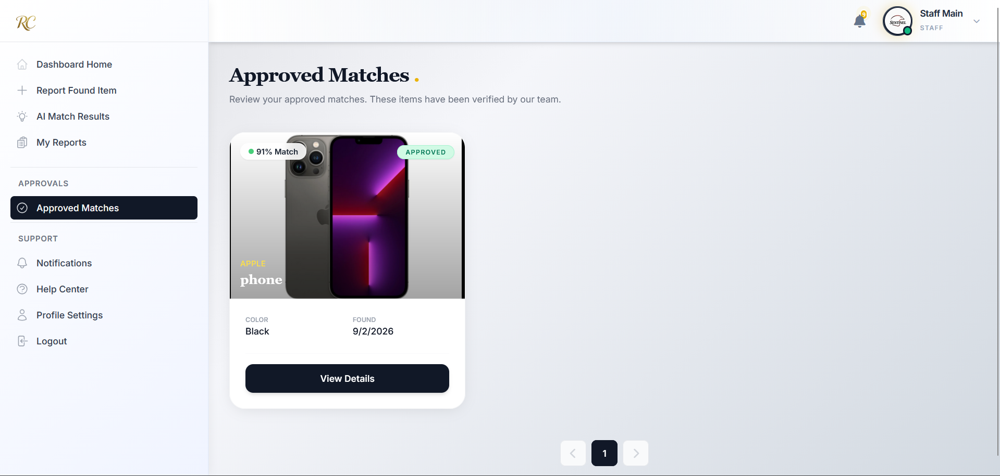 RC
9
SENTINEL
Staff Main
STAFF
Dashboard Home
Report Found Item
AI Match Results
My Reports
APPROVALS
Approved Matches
SUPPORT
Notifications
Help Center
Profile Settings
Logout
Approved Matches .
Review your approved matches. These items have been verified by our team.
91% Match
APPROVED
APPLE
phone
COLOR
Black
FOUND
9/2/2026
View Details
1